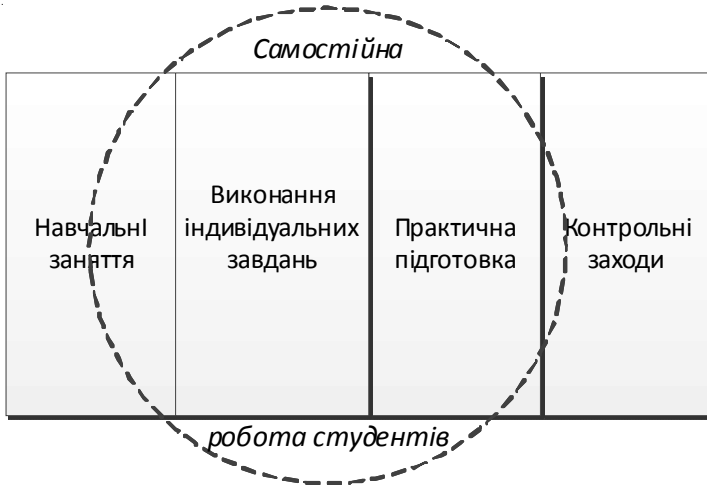 Самостійна
НавчальнІ
заняття
Виконання
індивідуальних
завдань
Практична
підготовка
Контрольні
заходи
робота студентів